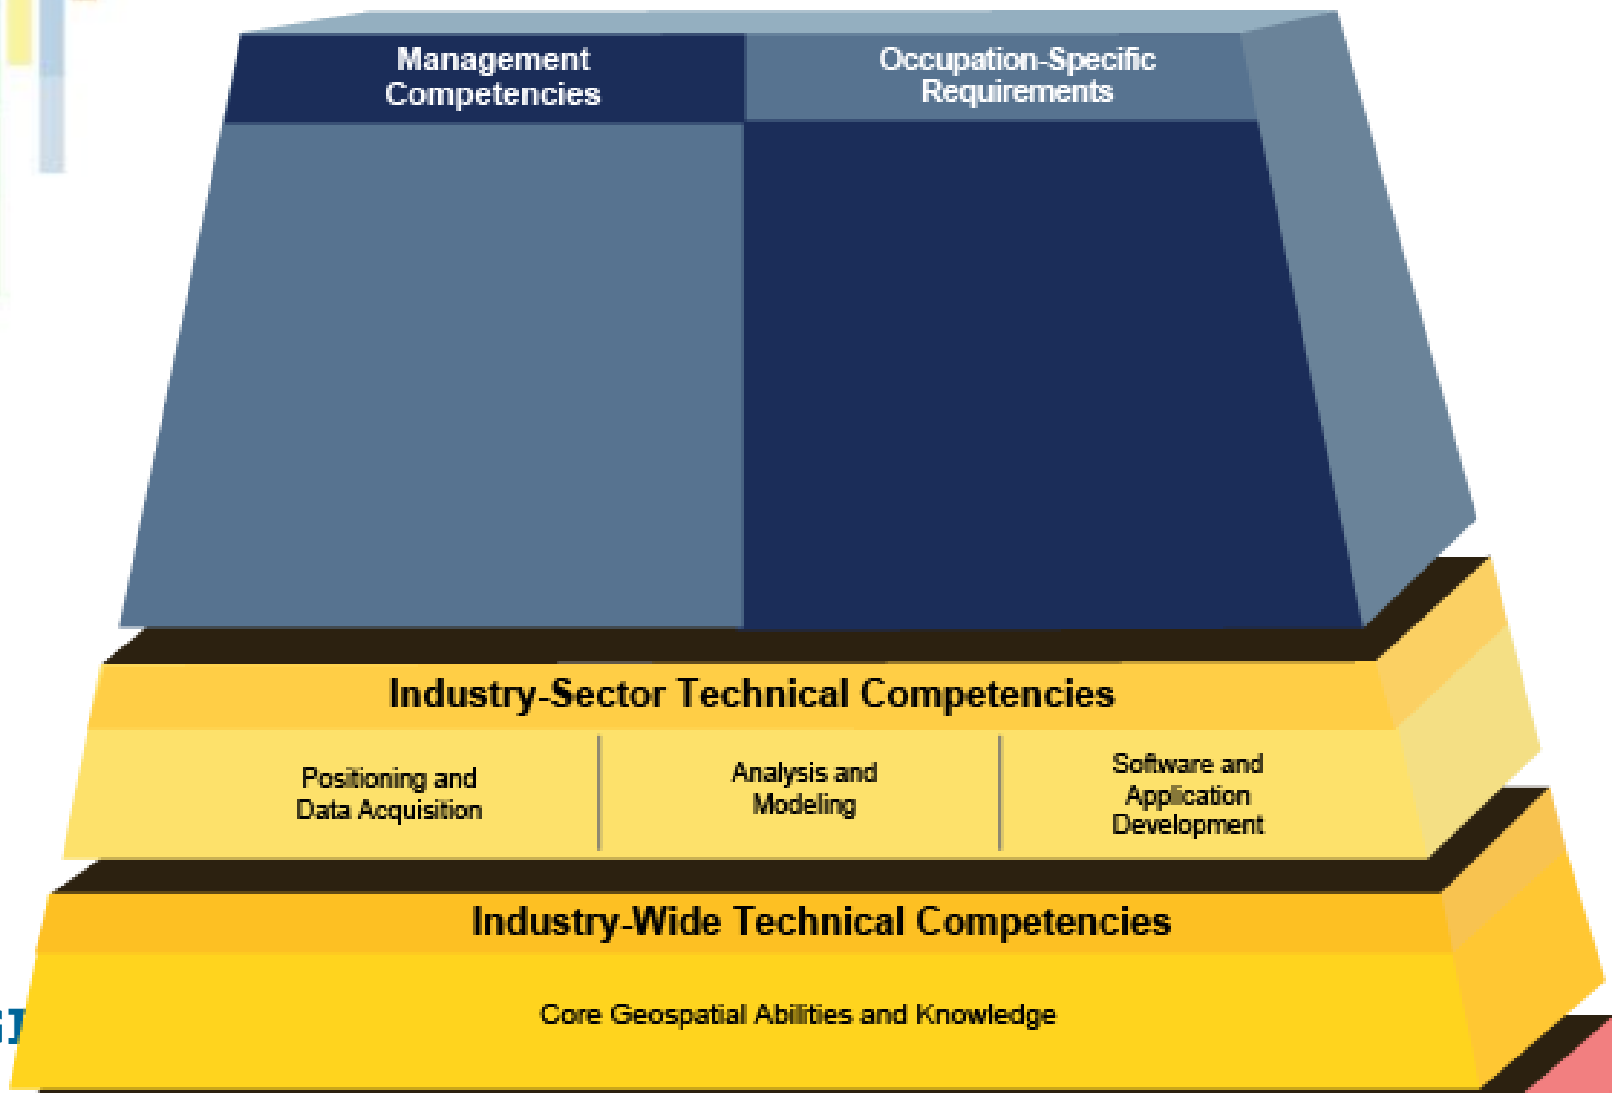 Management
Competencies
Occupation-Specific
Requirements
Industry-Sector Technical Competencies
Positioning and
Data Acquisition
Analysis and
Modeling
Software and
Application
Development
Industry-Wide Technical Competencies
Core Geospatial Abilities and Knowledge